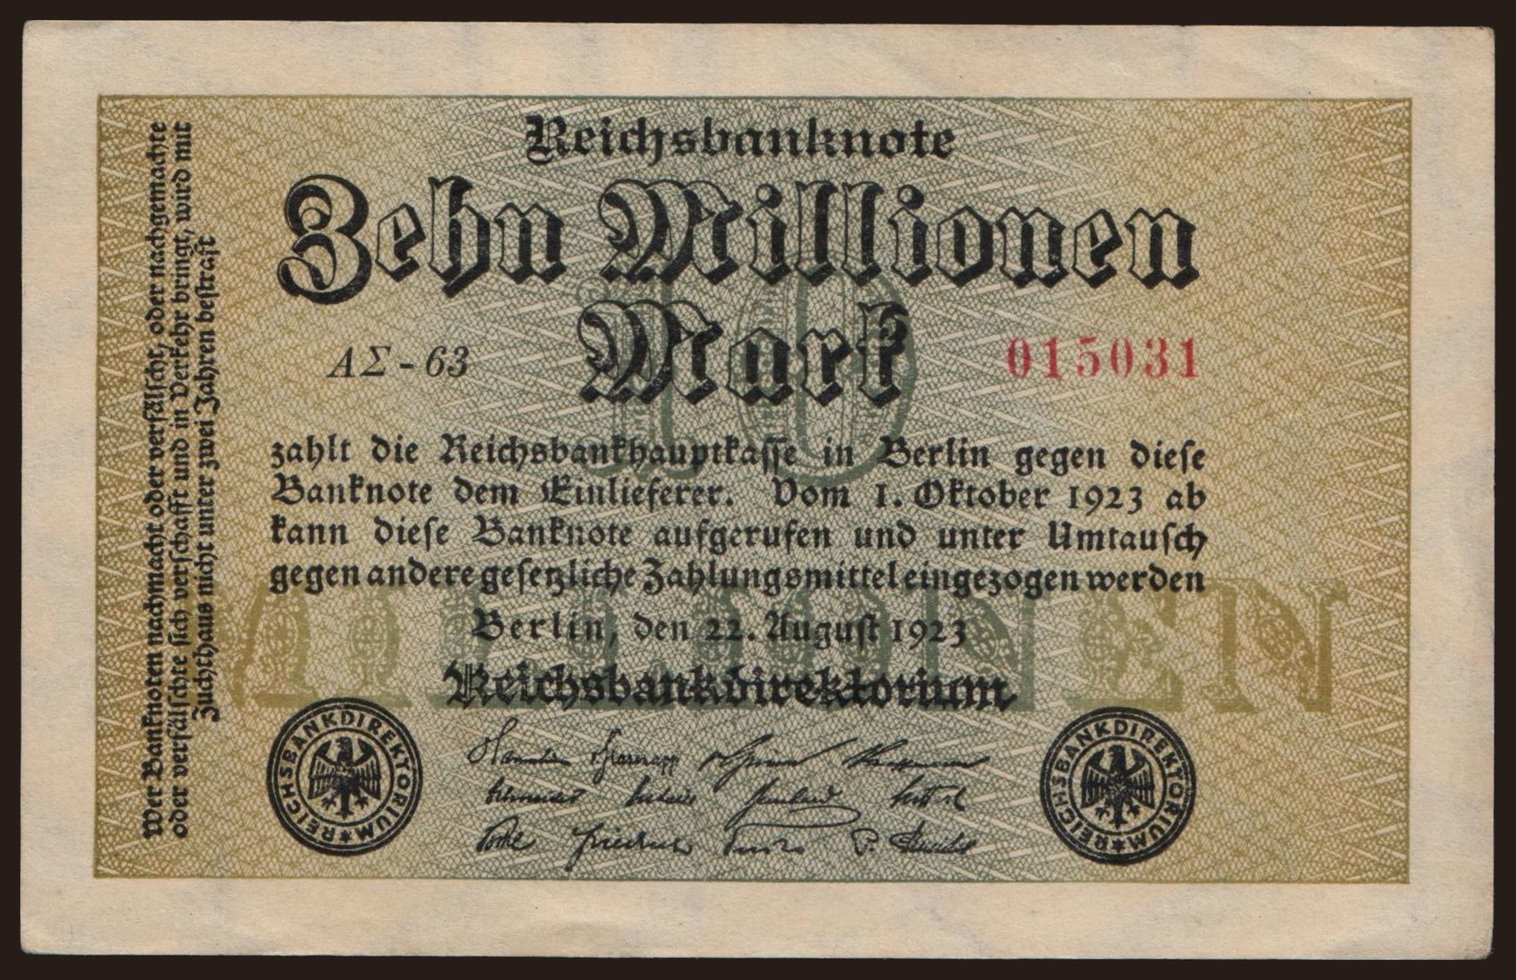 Reichsbanknote
Zehn Millionen
Mark
AΣ-63
015031
10
zahlt die Reichsbankhauptkasse in Berlin gegen diese
Banknote dem Einlieferer. Vom 1. Oktober 1923 ab
kann diese Banknote aufgerufen und unter Umtausch
gegen andere gesetzliche Zahlungsmittel eingezogen werden
MILLIONEN
Berlin, den 22. August 1923
Reichsbankdirektorium
REICHSBANKDIREKTORIUM
REICHSBANKDIREKTORIUM
Wer Banknoten nachmacht oder verfälscht, oder nachgemachte
oder verfälschte sich verschafft und in Verkehr bringt, wird mit
Zuchthaus nicht unter zwei Jahren bestraft